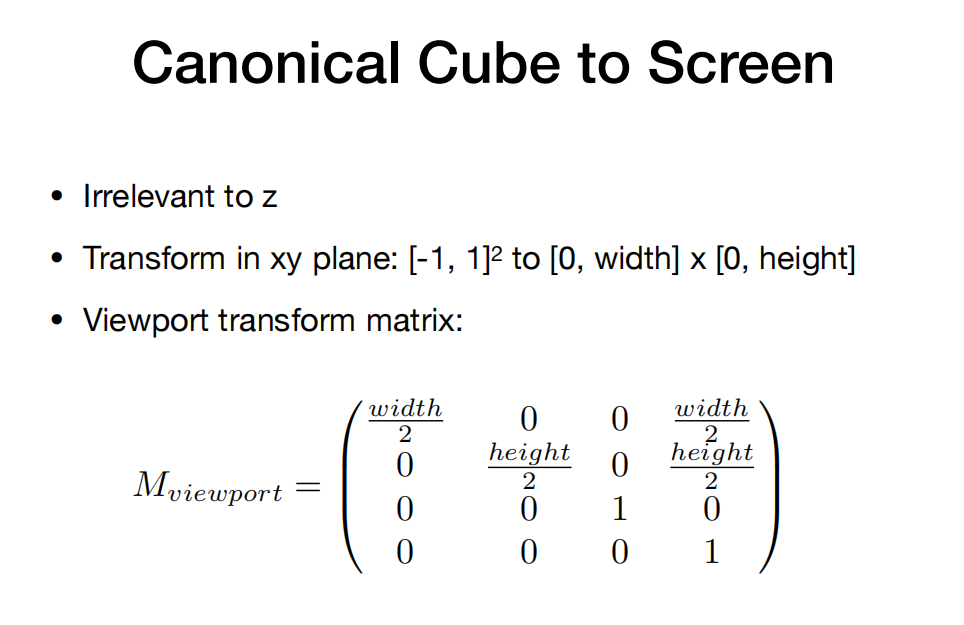 Canonical Cube to Screen
• Irrelevant to z
• Transform in xy plane: [-1, 1]² to [0, width] x [0, height]
• Viewport transform matrix:
$M_{viewport} = \begin{pmatrix} \frac{width}{2} & 0 & 0 & \frac{width}{2} \\ 0 & \frac{height}{2} & 0 & \frac{height}{2} \\ 0 & 0 & 1 & 0 \\ 0 & 0 & 0 & 1 \end{pmatrix}$